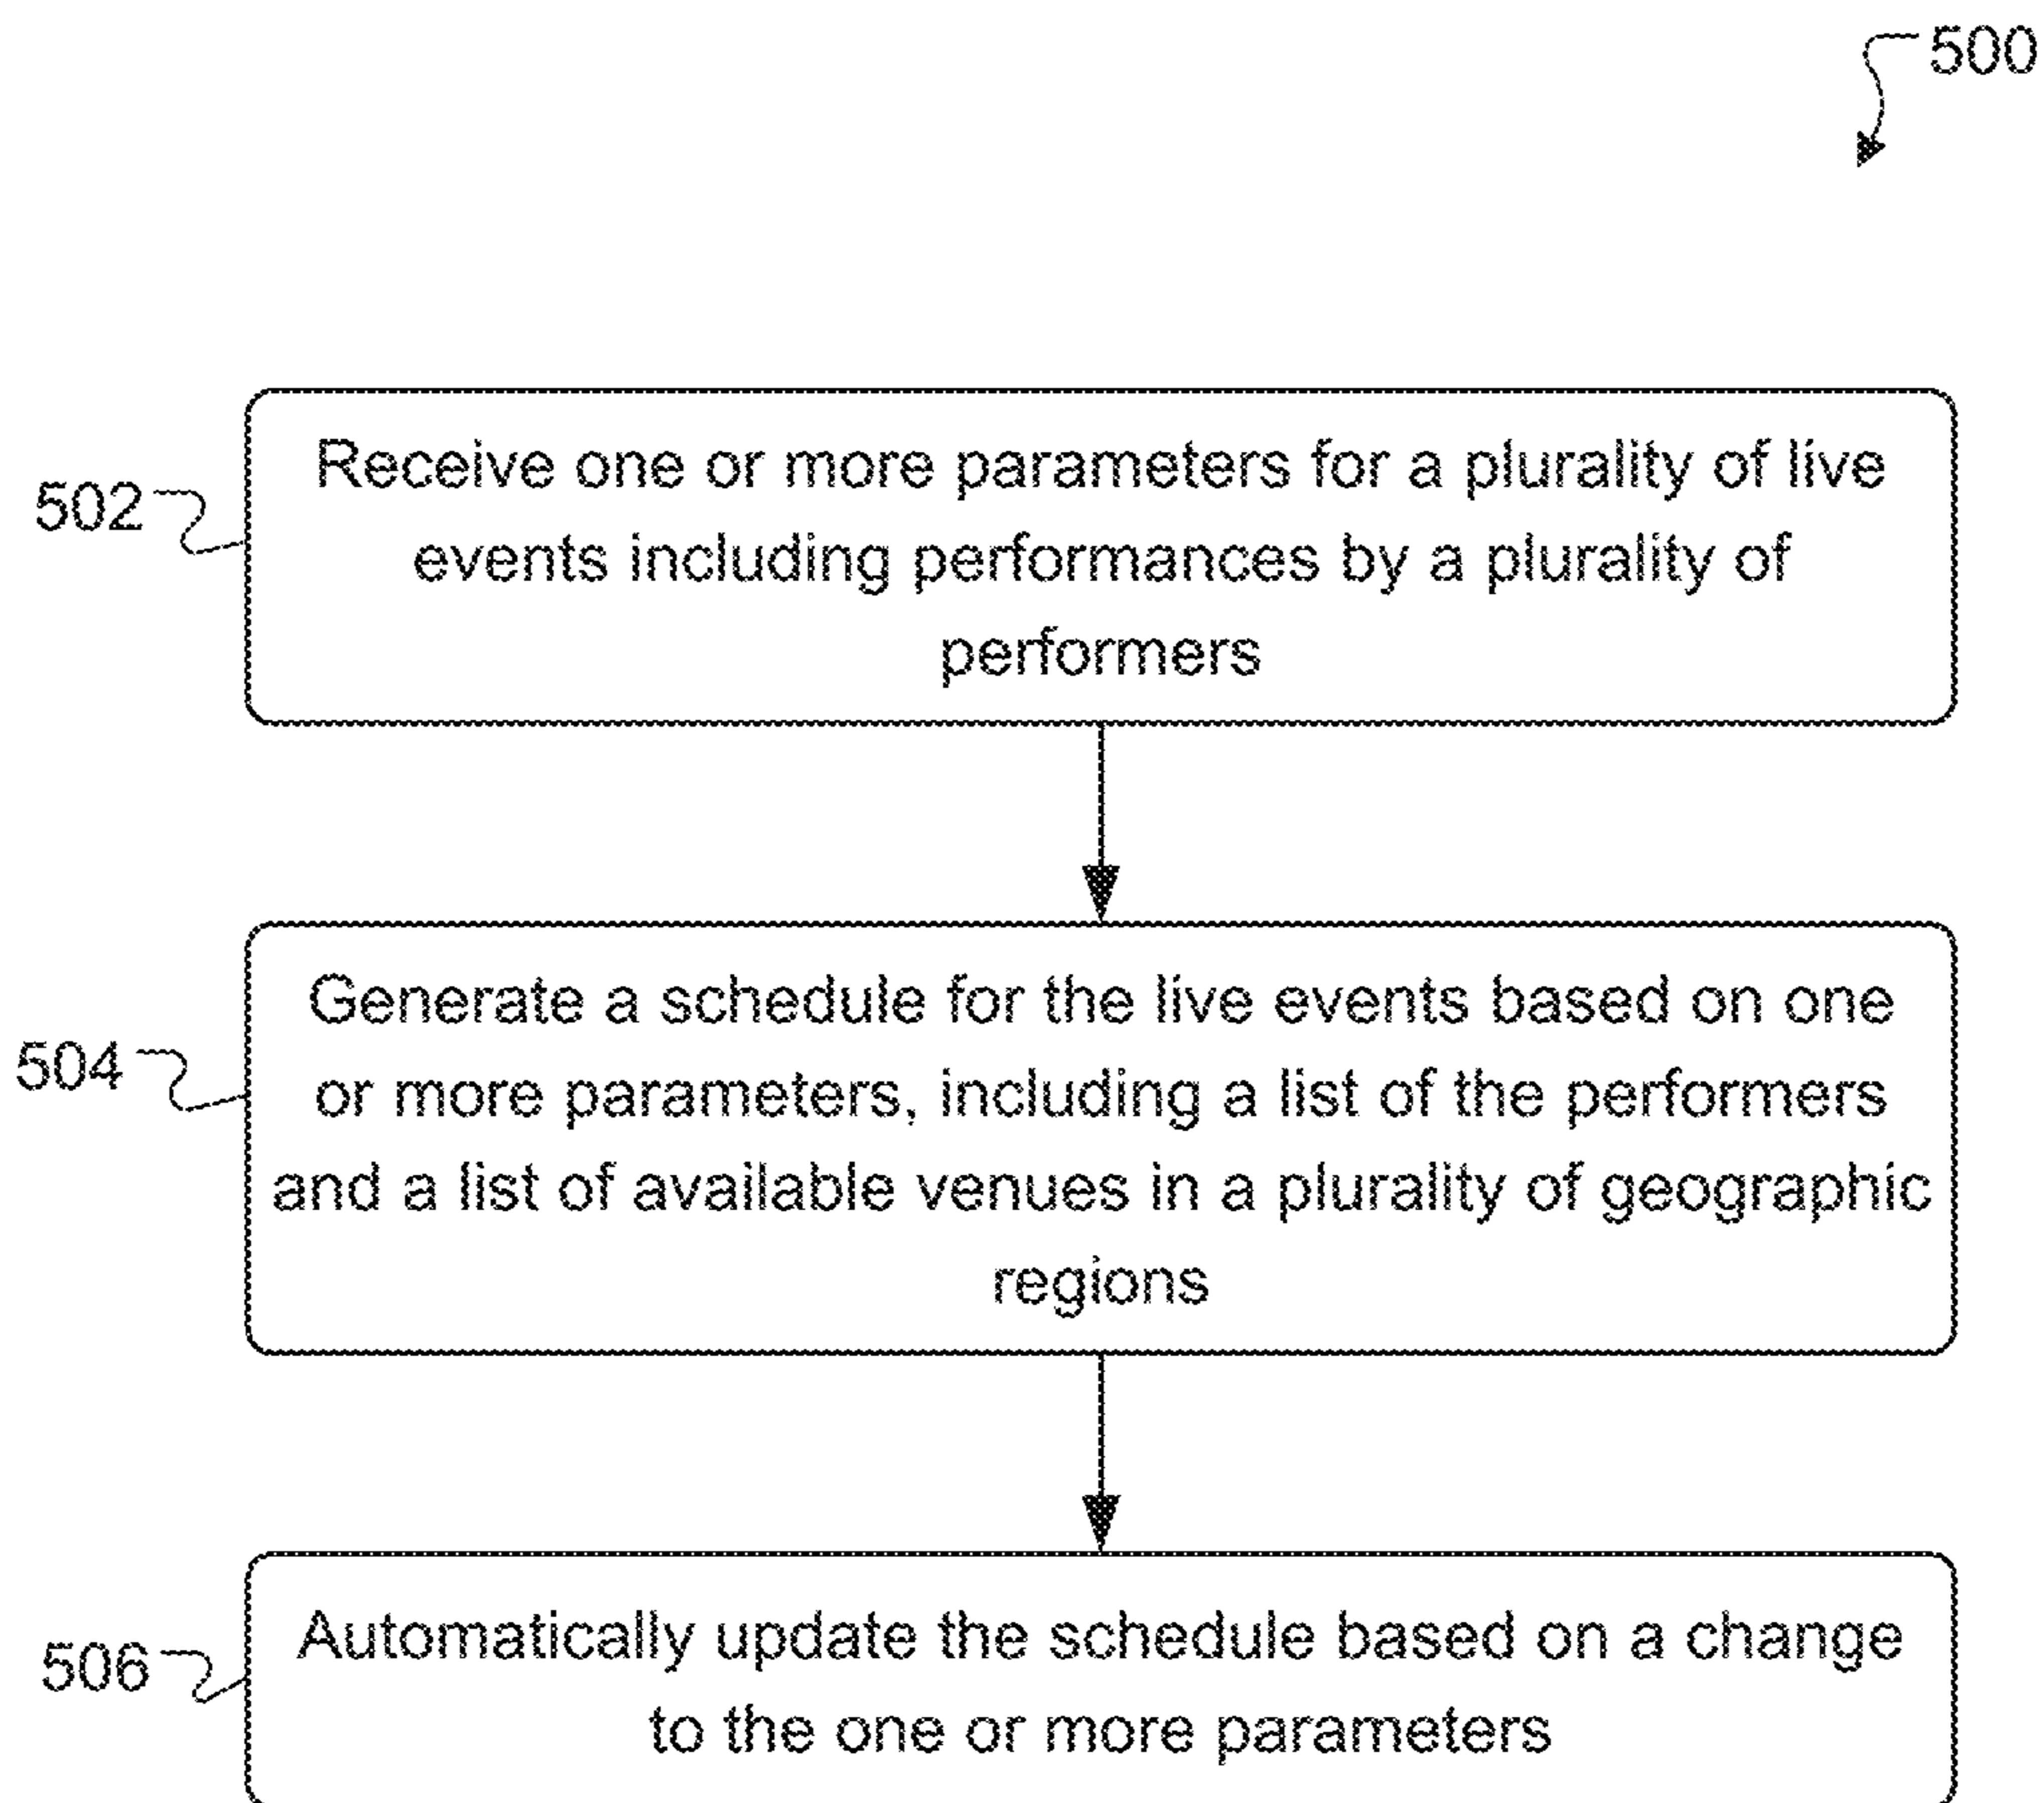 500
502
Receive one or more parameters for a plurality of live
events including performances by a plurality of
performers
504
Generate a schedule for the live events based on one
or more parameters, including a list of the performers
and a list of available venues in a plurality of geographic
regions
506
Automatically update the schedule based on a change
to the one or more parameters